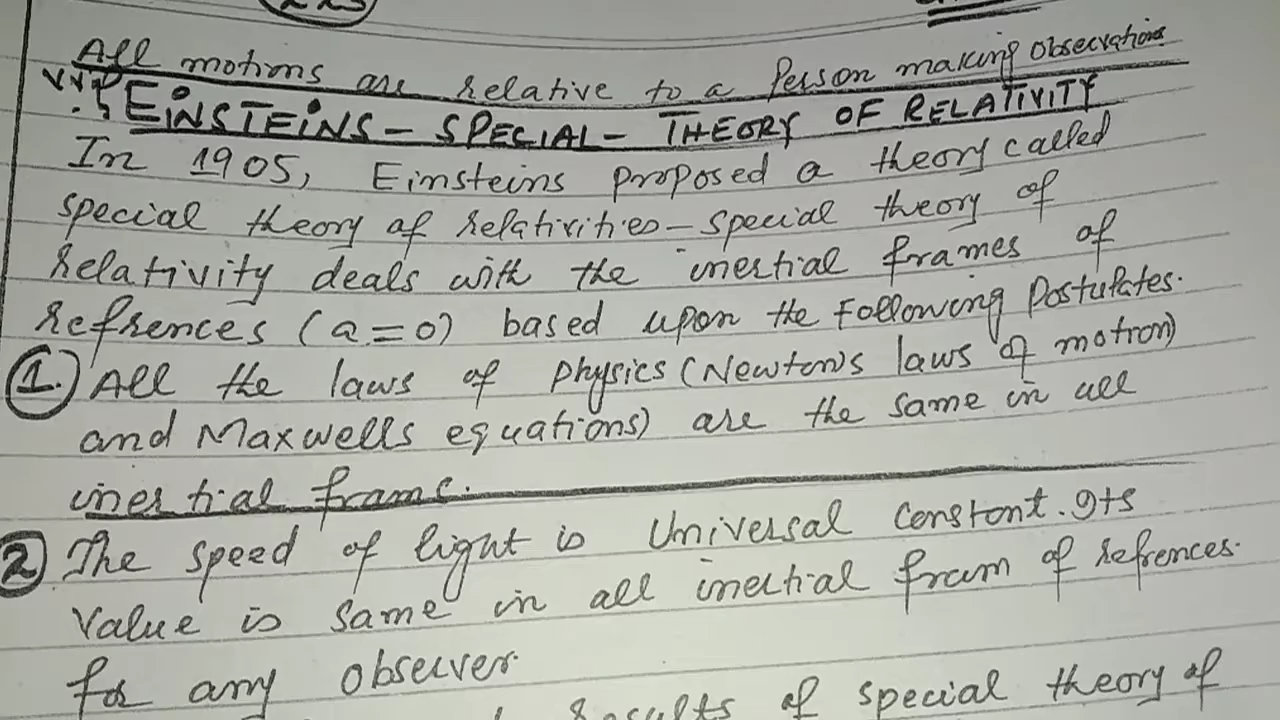 All motions are relative to a Person making observations
V.V.P
EINSTEINS - SPECIAL - THEORY OF RELATIVITY
In 1905, Einsteins proposed a theory called
special theory of relativities - special theory of
relativity deals with the inertial frames of
refrences (a=0) based upon the following Postulates.
1. All the laws of physics (Newton's laws of motion)
and Maxwells equations) are the same in all
inertial frame.
2 The speed of light is Universal constant. Its
value is same in all inertial fram of refrences.
for any observer.
Results of special theory of